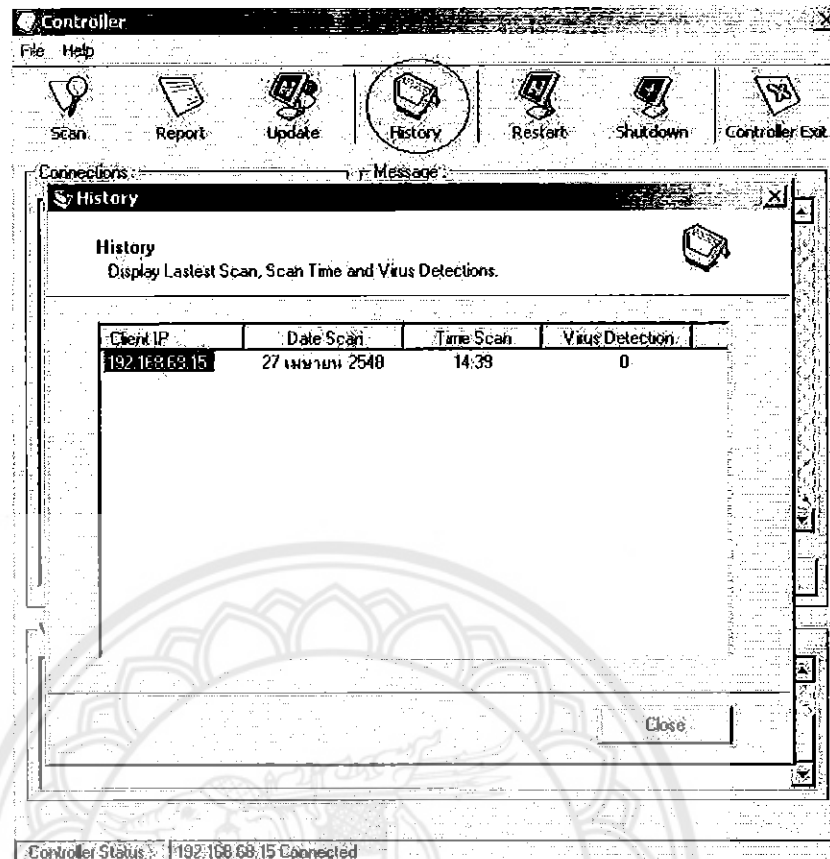 Controller
File Help
Scan Report Update History Restart Shutdown Controller Exit
Connections : Message :
History
History
Display Lastest Scan, Scan Time and Virus Detections.
Client IP Date Scan Time Scan Virus Detection
192.168.68.15 27 เมษายน 2548 14:39 0
Close
Controller Status : 192.168.68.15 Connected